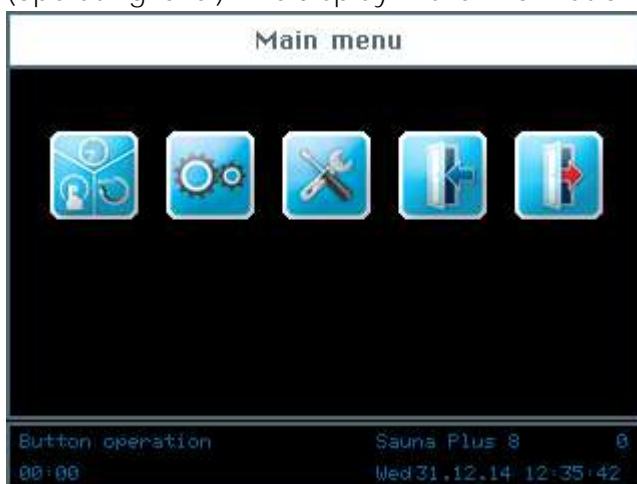 Main menu
Button operation Sauna Plus 8 0
00:00 Wed 31.12.14 12:35:42